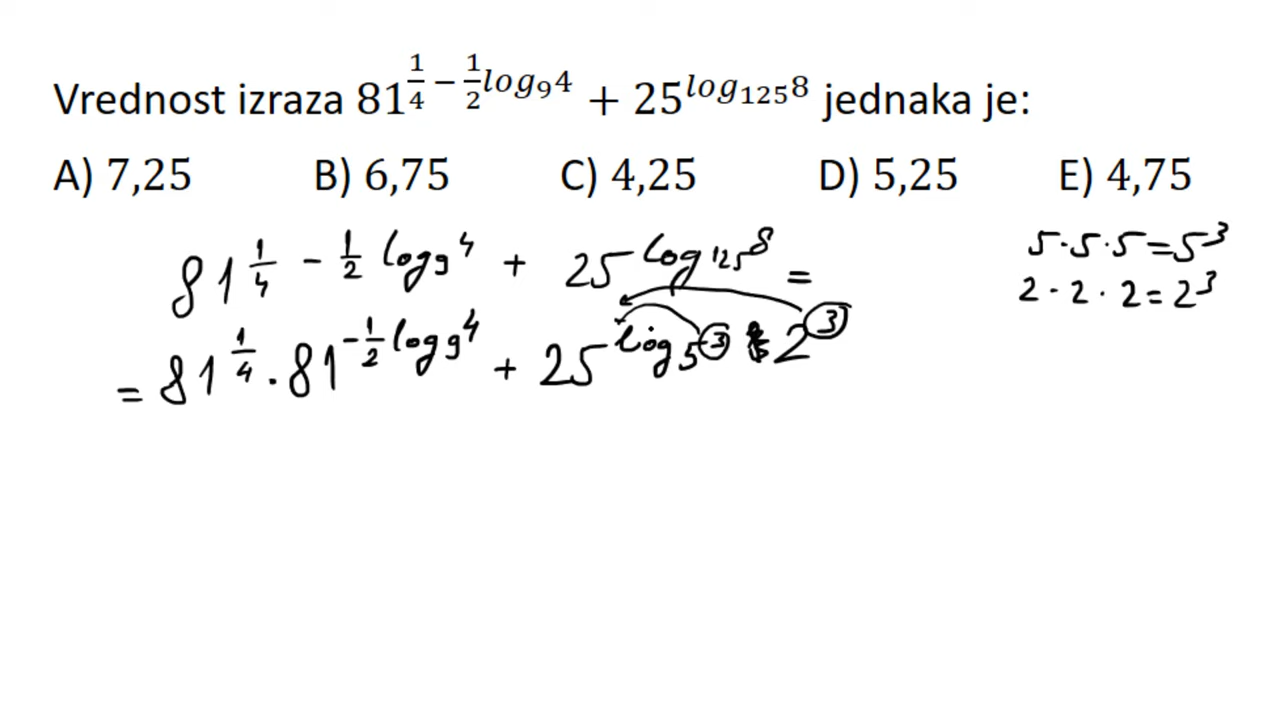 Vrednost izraza 81^(1/4 − 1/2 log₉4) + 25^(log₁₂₅8) jednaka je:
A) 7,25 B) 6,75 C) 4,25 D) 5,25 E) 4,75
81^(1/4 − 1/2 log₉4) + 25^(log₁₂₅8) =
5·5·5=5³
2·2·2=2³
= 81^(1/4) · 81^(−1/2 log₉4) + 25^(log_(5³) 2³)